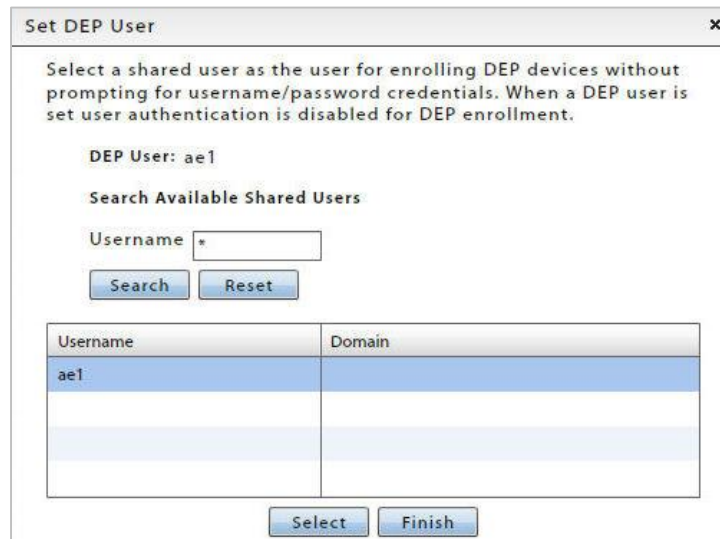 Set DEP User x
Select a shared user as the user for enrolling DEP devices without
prompting for username/password credentials. When a DEP user is
set user authentication is disabled for DEP enrollment.
DEP User: ae1
Search Available Shared Users
Username *
Search Reset
Username Domain
ae1
Select Finish